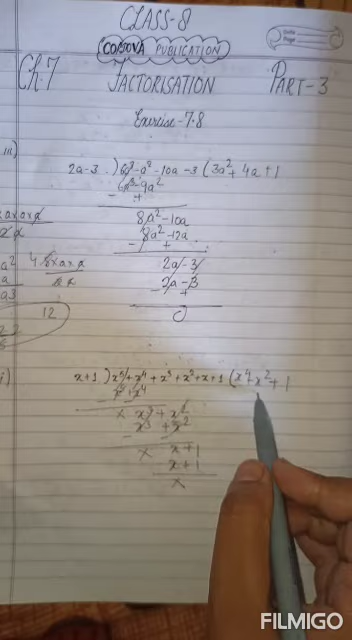 CLASS-8
CORDOVA PUBLICATION
Ch.7 FACTORISATION PART-3
Exercise-7.8
iii)
2a-3 ) 6a³-a²-10a-3 ( 3a²+4a+1
6a³-9a²
- +
8a²-10a
8a²-12a
- +
2a-3
2a-3
- +
0
12
x+1 ) x⁵+x⁴+x³+x²+x+1 ( x⁴+x²+1
x⁵+x⁴
- -
x x³+x²
x³+x²
- -
x x+1
x+1
x
FILMIGO